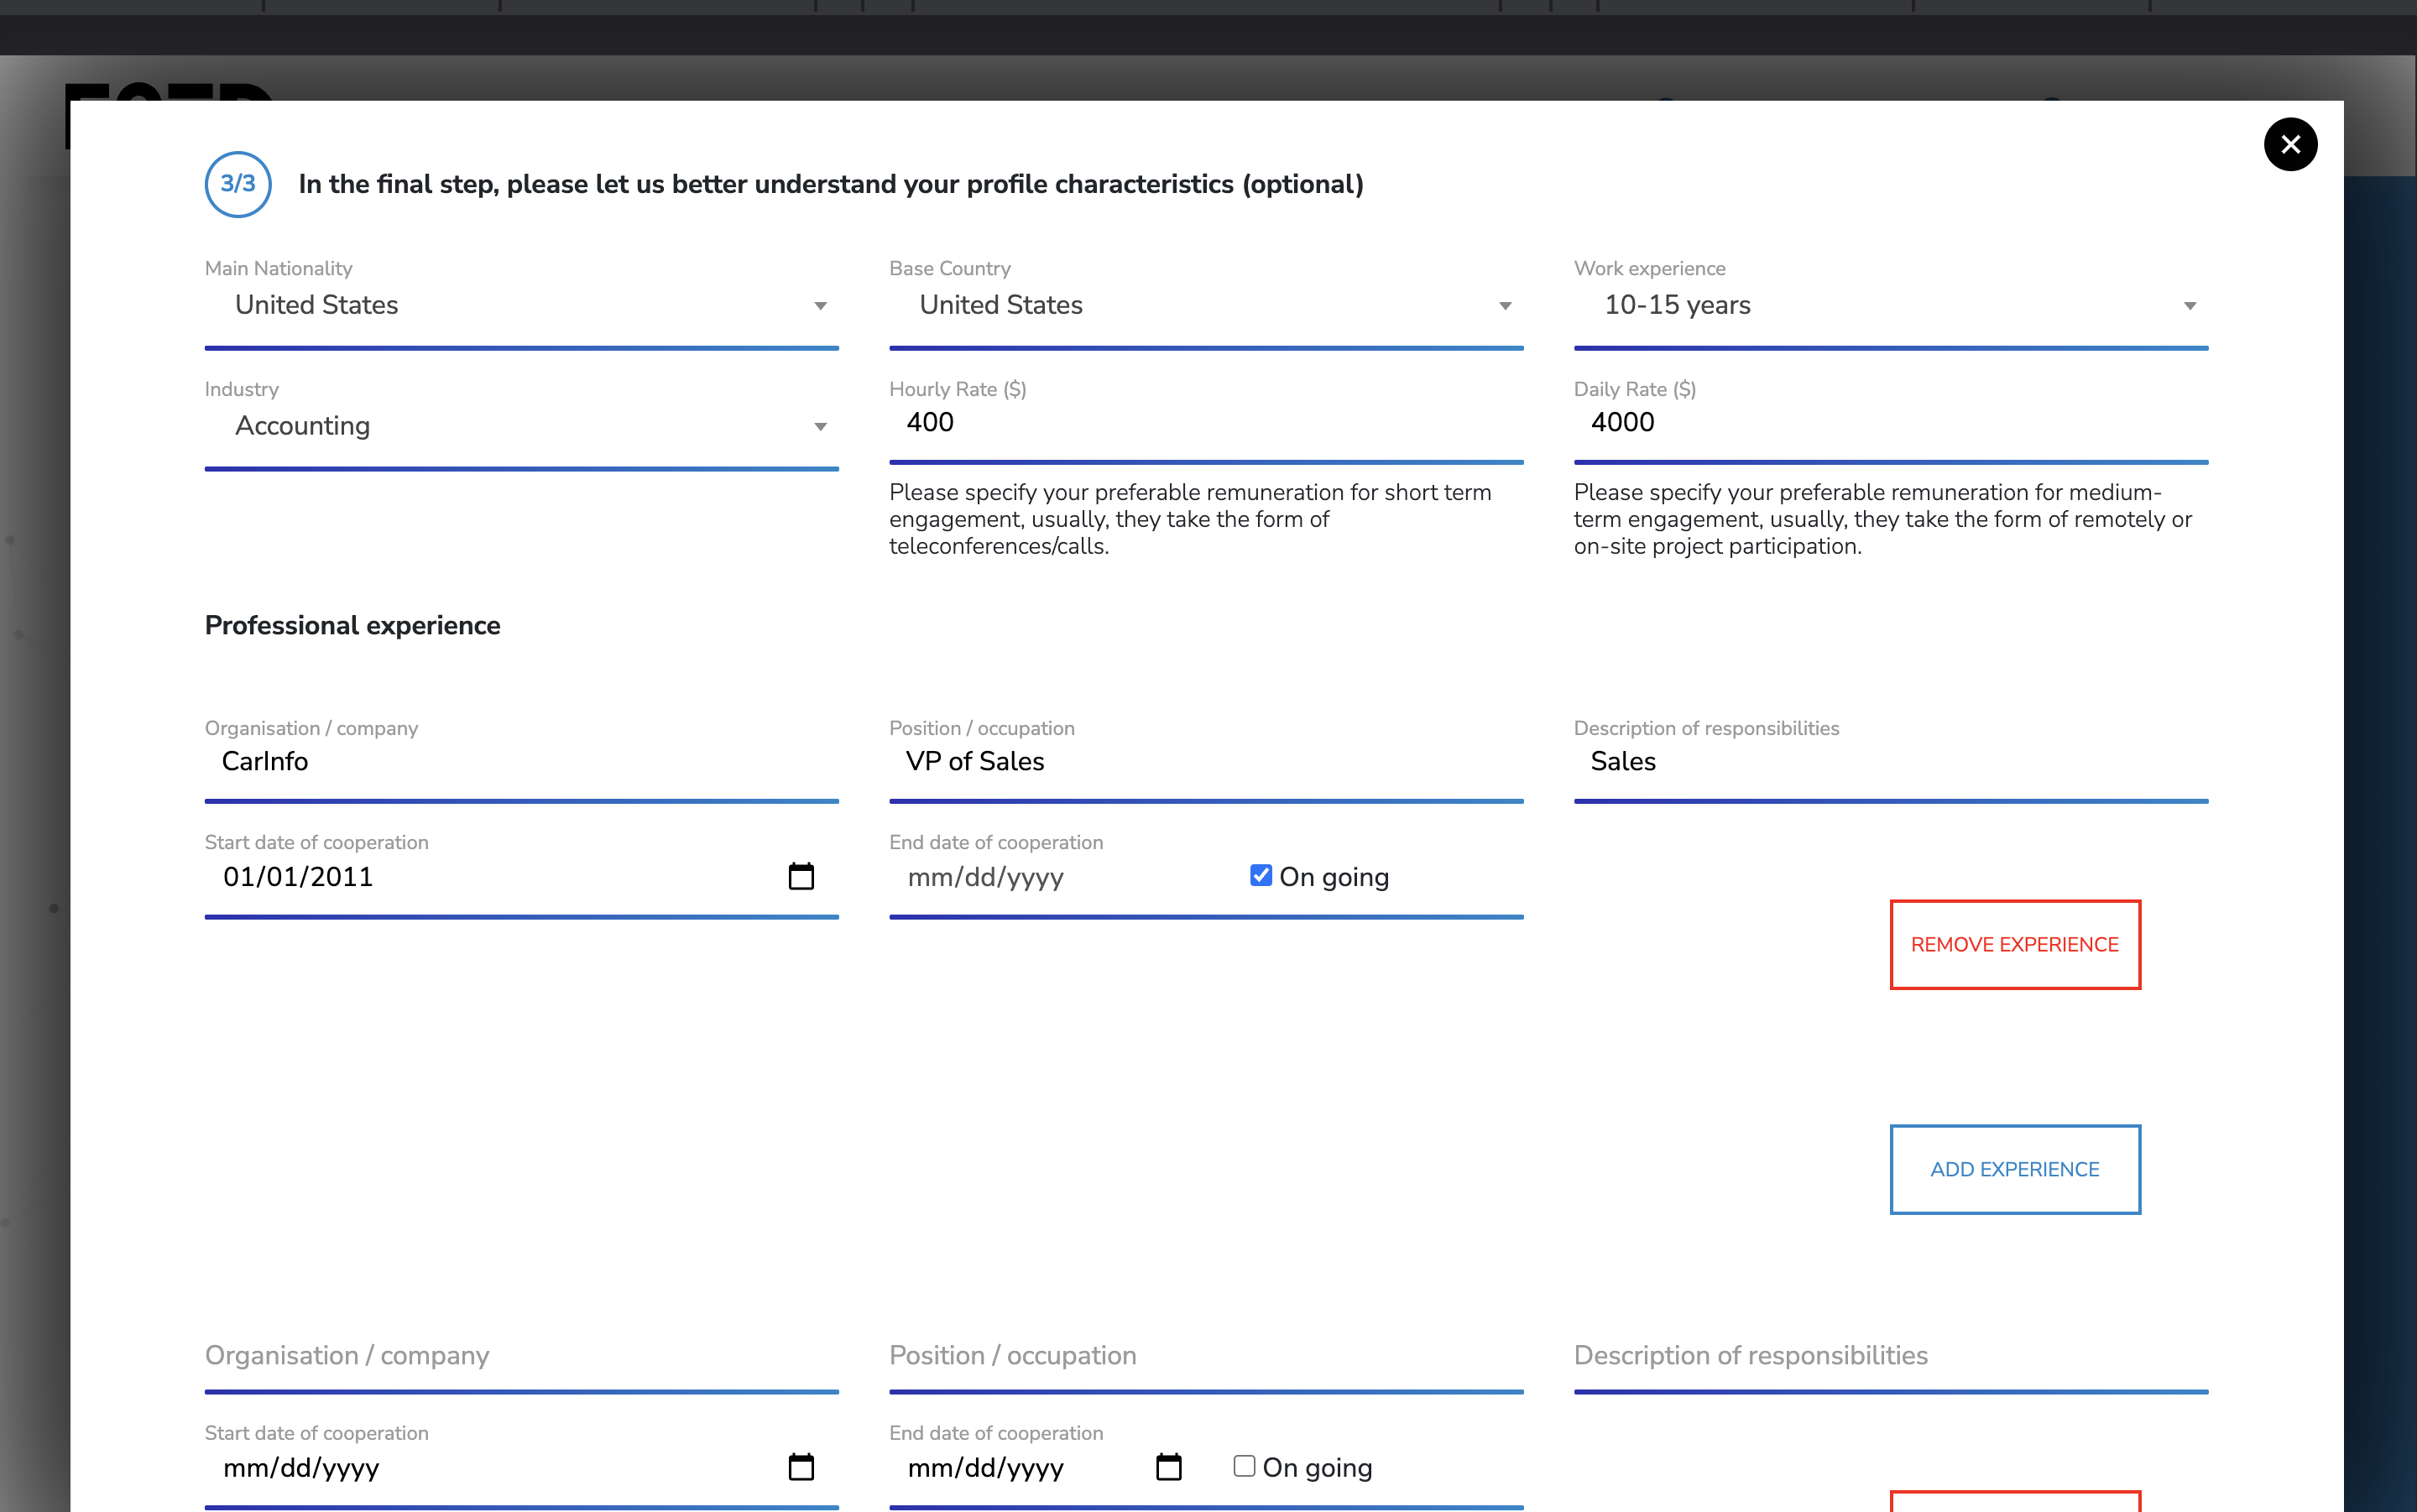 3/3
In the final step, please let us better understand your profile characteristics (optional)
Main Nationality
Base Country
Work experience
United States
United States
10-15 years
Industry
Hourly Rate ($)
Daily Rate ($)
Accounting
400
4000
Please specify your preferable remuneration for short term
engagement, usually, they take the form of
teleconferences/calls.
Please specify your preferable remuneration for medium-
term engagement, usually, they take the form of remotely or
on-site project participation.
Professional experience
Organisation / company
Position / occupation
Description of responsibilities
CarInfo
VP of Sales
Sales
Start date of cooperation
End date of cooperation
01/01/2011
mm/dd/yyyy
On going
REMOVE EXPERIENCE
ADD EXPERIENCE
Organisation / company
Position / occupation
Description of responsibilities
Start date of cooperation
End date of cooperation
mm/dd/yyyy
mm/dd/yyyy
On going